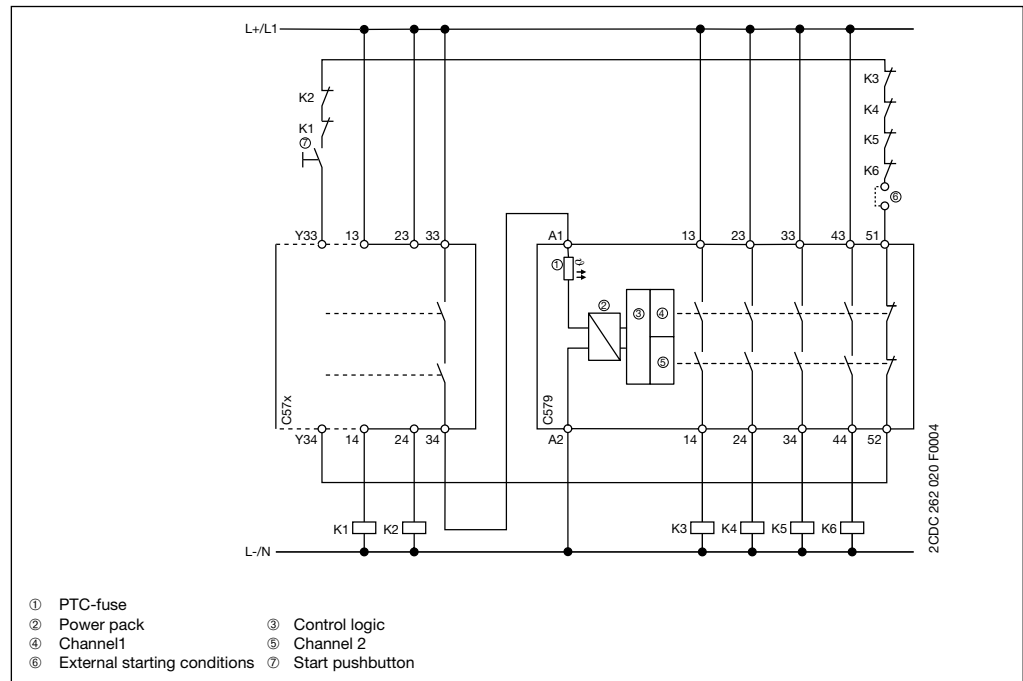 L+/L1
K2
K1
⑦
K3
K4
K5
K6
⑥
Y33 13 23 33 A1 13 23 33 43 51
① ϑ
②
③ ④
⑤
C57x
C579
Y34 14 24 34 A2 14 24 34 44 52
K1 K2 K3 K4 K5 K6
L-/N
2CDC 262 020 F0004
① PTC-fuse
② Power pack ③ Control logic
④ Channel1 ⑤ Channel 2
⑥ External starting conditions ⑦ Start pushbutton